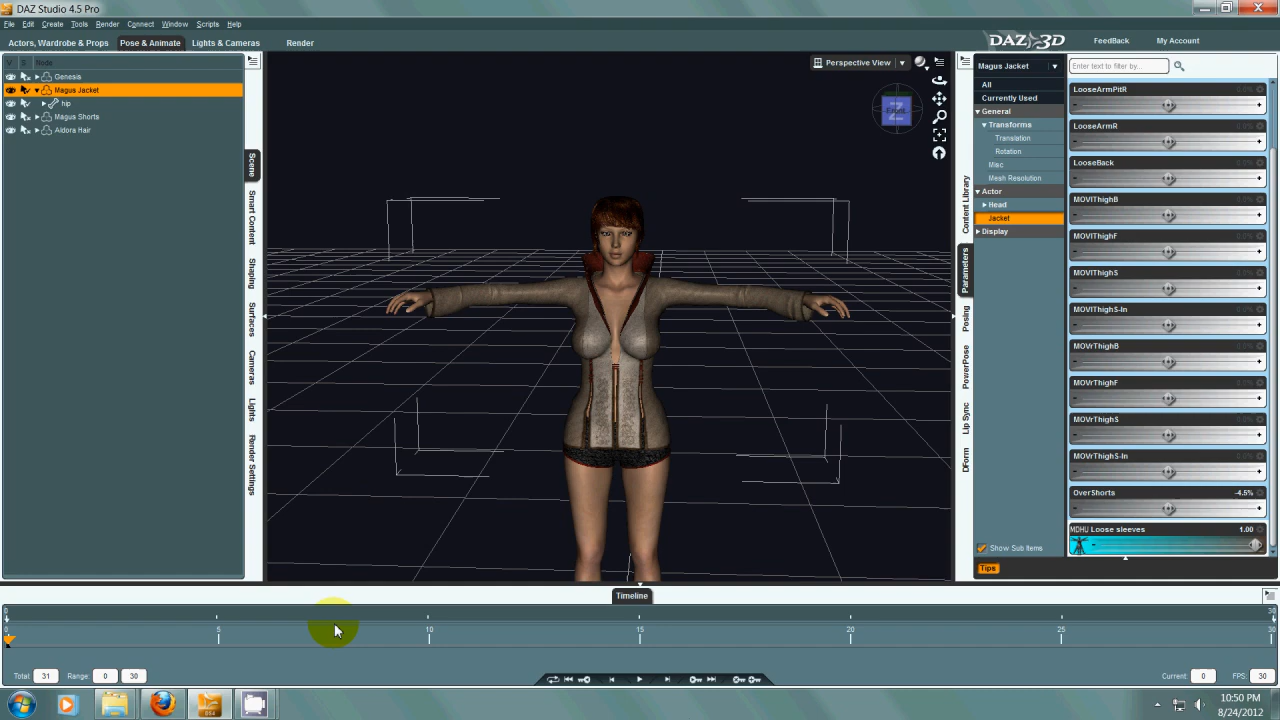 DAZ Studio 4.5 Pro
File Edit Create Tools Render Connect Window Scripts Help
Actors, Wardrobe & Props Pose & Animate Lights & Cameras Render
DAZ 3D FeedBack My Account
V S Node
Genesis
Magus Jacket
hip
Magus Shorts
Aldora Hair
Scene
Smart Content
Shaping
Surfaces
Cameras
Lights
Render Settings
Perspective View
Content Library
Parameters
Posing
PowerPose
Lip Sync
DForm
Magus Jacket
Enter text to filter by...
All
Currently Used
General
Transforms
Translation
Rotation
Misc
Mesh Resolution
Actor
Head
Jacket
Display
Show Sub Items
Tips
LooseArmPitR
LooseArmR
LooseBack
MOVlThighB
MOVlThighF
MOVlThighS
MOVlThighS-In
MOVrThighB
MOVrThighF
MOVrThighS
MOVrThighS-In
OverShorts -4.5%
MDHU Loose sleeves 1.00
Timeline
0 30
0 5 10 15 20 25 30
Total: 31 Range: 0 30 Current: 0 FPS: 30
10:50 PM
8/24/2012